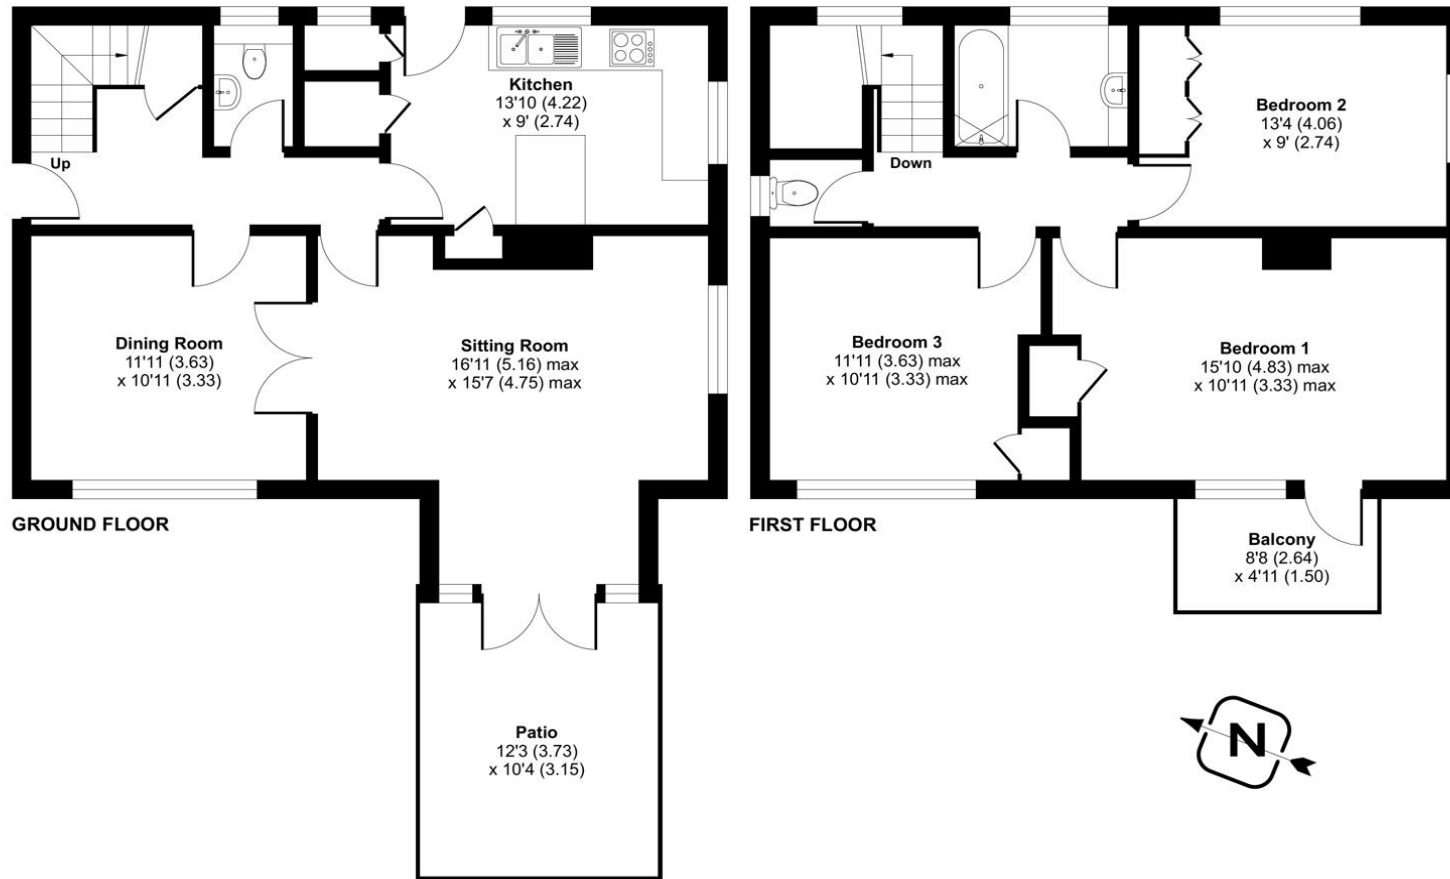 Kitchen
13'10 (4.22)
x 9' (2.74)
Up
Dining Room
11'11 (3.63)
x 10'11 (3.33)
Sitting Room
16'11 (5.16) max
x 15'7 (4.75) max
GROUND FLOOR
Patio
12'3 (3.73)
x 10'4 (3.15)
Bedroom 2
13'4 (4.06)
x 9' (2.74)
Down
Bedroom 3
11'11 (3.63) max
x 10'11 (3.33) max
Bedroom 1
15'10 (4.83) max
x 10'11 (3.33) max
FIRST FLOOR
Balcony
8'8 (2.64)
x 4'11 (1.50)
N